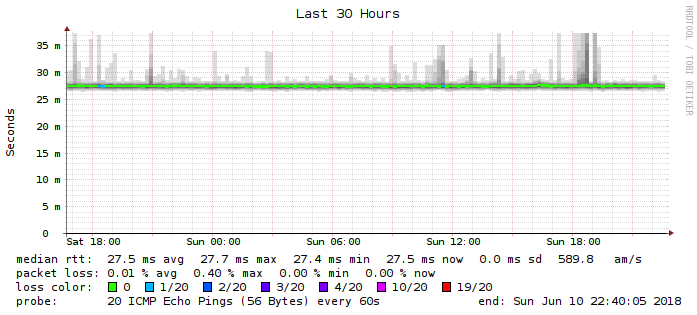 Last 30 Hours
RRDTOOL / TOBI OETIKER
Seconds
35 m
30 m
25 m
20 m
15 m
10 m
5 m
0
Sat 18:00 Sun 00:00 Sun 06:00 Sun 12:00 Sun 18:00
median rtt: 27.5 ms avg 27.7 ms max 27.4 ms min 27.5 ms now 0.0 ms sd 589.8 am/s
packet loss: 0.01 % avg 0.40 % max 0.00 % min 0.00 % now
loss color: 0 1/20 2/20 3/20 4/20 10/20 19/20
probe: 20 ICMP Echo Pings (56 Bytes) every 60s end: Sun Jun 10 22:40:05 2018